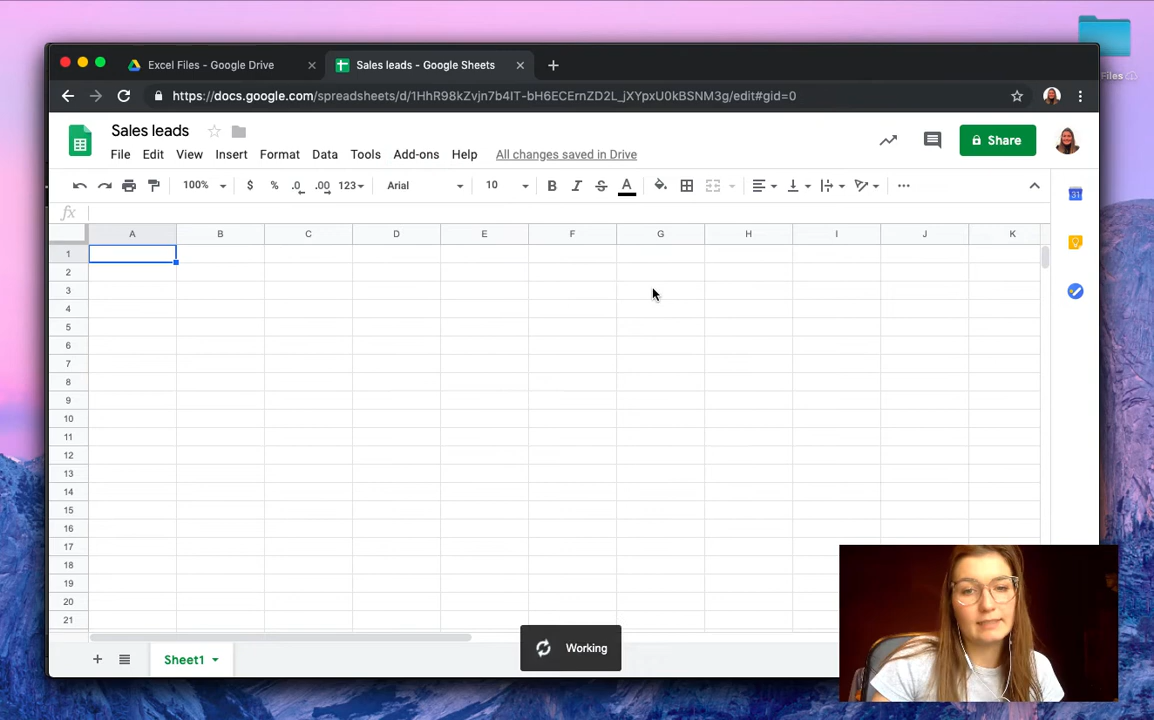 Excel Files - Google Drive
Sales leads - Google Sheets
Files
https://docs.google.com/spreadsheets/d/1HhR98kZvjn7b4IT-bH6ECErnZD2L_jXYpxU0kBSNM3g/edit#gid=0
Sales leads
Share
File Edit View Insert Format Data Tools Add-ons Help All changes saved in Drive
100% $ % .0 .00 123 Arial 10 B I S A
31
fx
A B C D E F G H I J K
1
2
3
4
5
6
7
8
9
10
11
12
13
14
15
16
17
18
19
20
21
Working
Sheet1